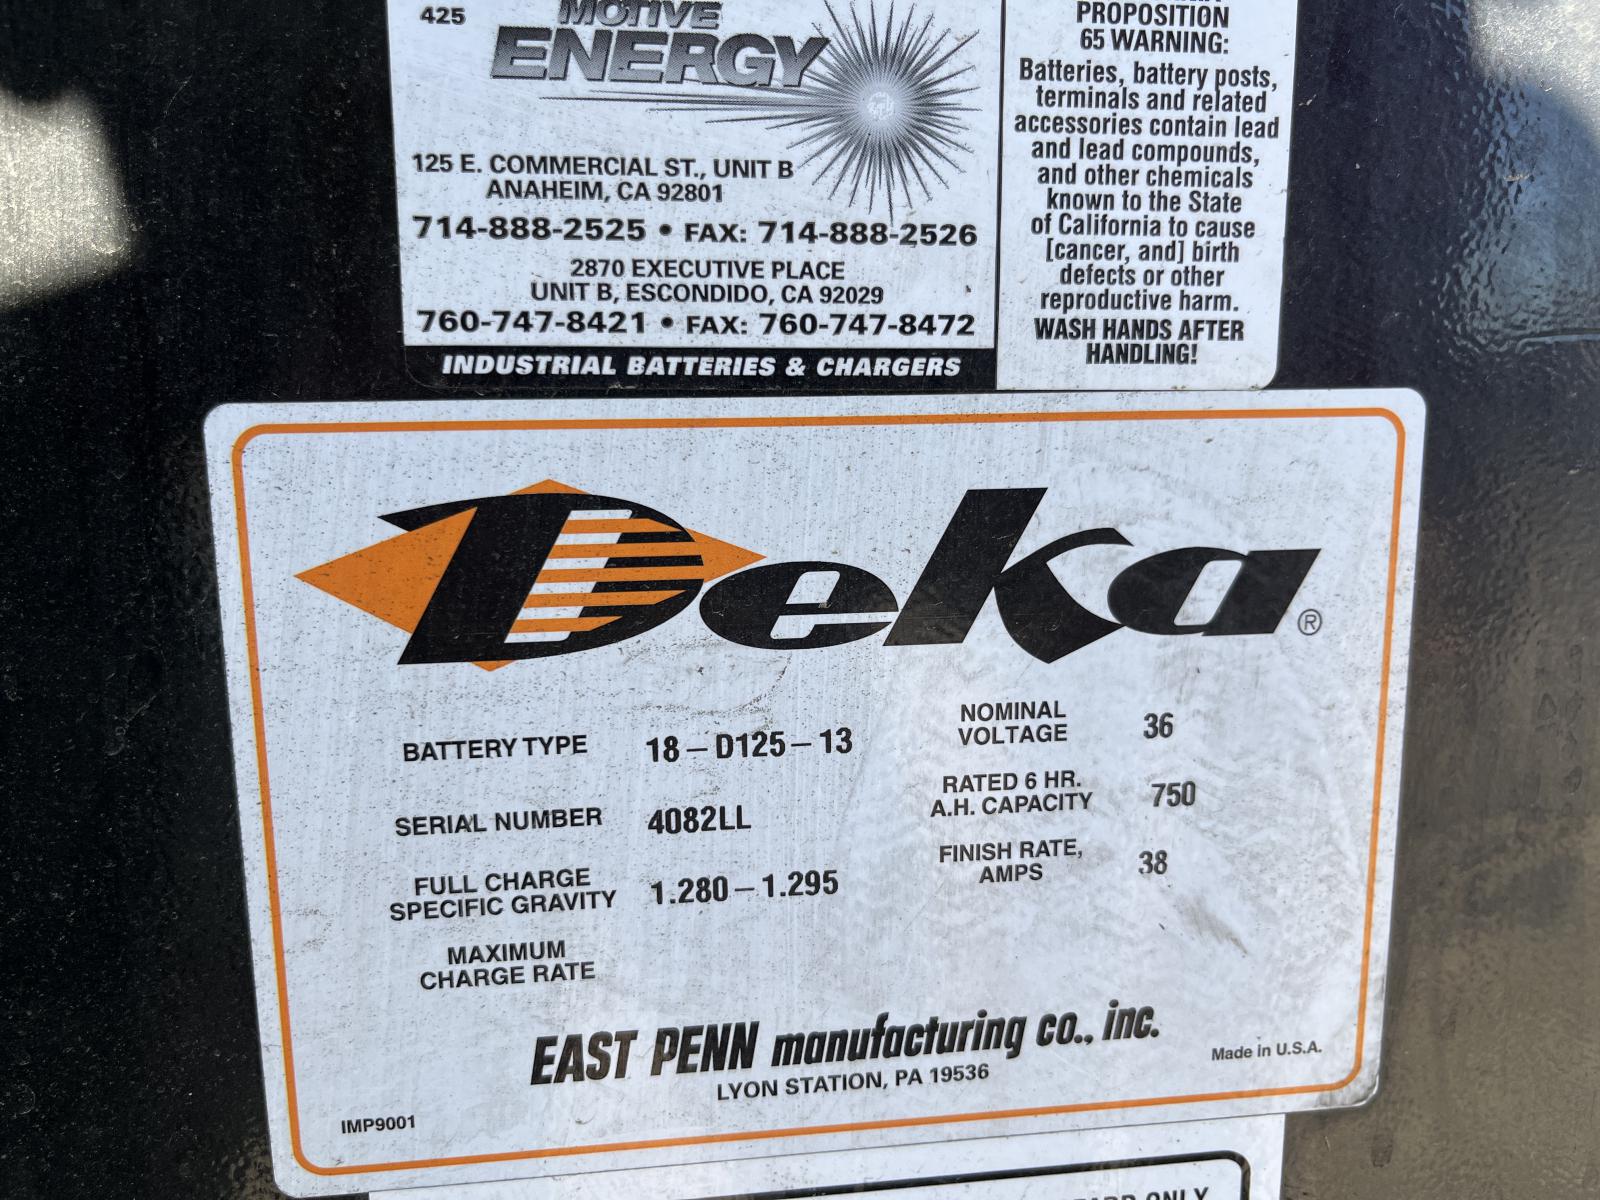 425
MOTIVE
ENERGY
125 E. COMMERCIAL ST., UNIT B
ANAHEIM, CA 92801
714-888-2525 • FAX: 714-888-2526
2870 EXECUTIVE PLACE
UNIT B, ESCONDIDO, CA 92029
760-747-8421 • FAX: 760-747-8472
INDUSTRIAL BATTERIES & CHARGERS
PROPOSITION
65 WARNING:
Batteries, battery posts,
terminals and related
accessories contain lead
and lead compounds,
and other chemicals
known to the State
of California to cause
[cancer, and] birth
defects or other
reproductive harm.
WASH HANDS AFTER
HANDLING!
Deka®
BATTERY TYPE 18-D125-13
SERIAL NUMBER 4082LL
FULL CHARGE
SPECIFIC GRAVITY 1.280-1.295
MAXIMUM
CHARGE RATE
NOMINAL
VOLTAGE 36
RATED 6 HR.
A.H. CAPACITY 750
FINISH RATE,
AMPS 38
EAST PENN manufacturing co., inc.
LYON STATION, PA 19536
Made in U.S.A.
IMP9001
ONLY